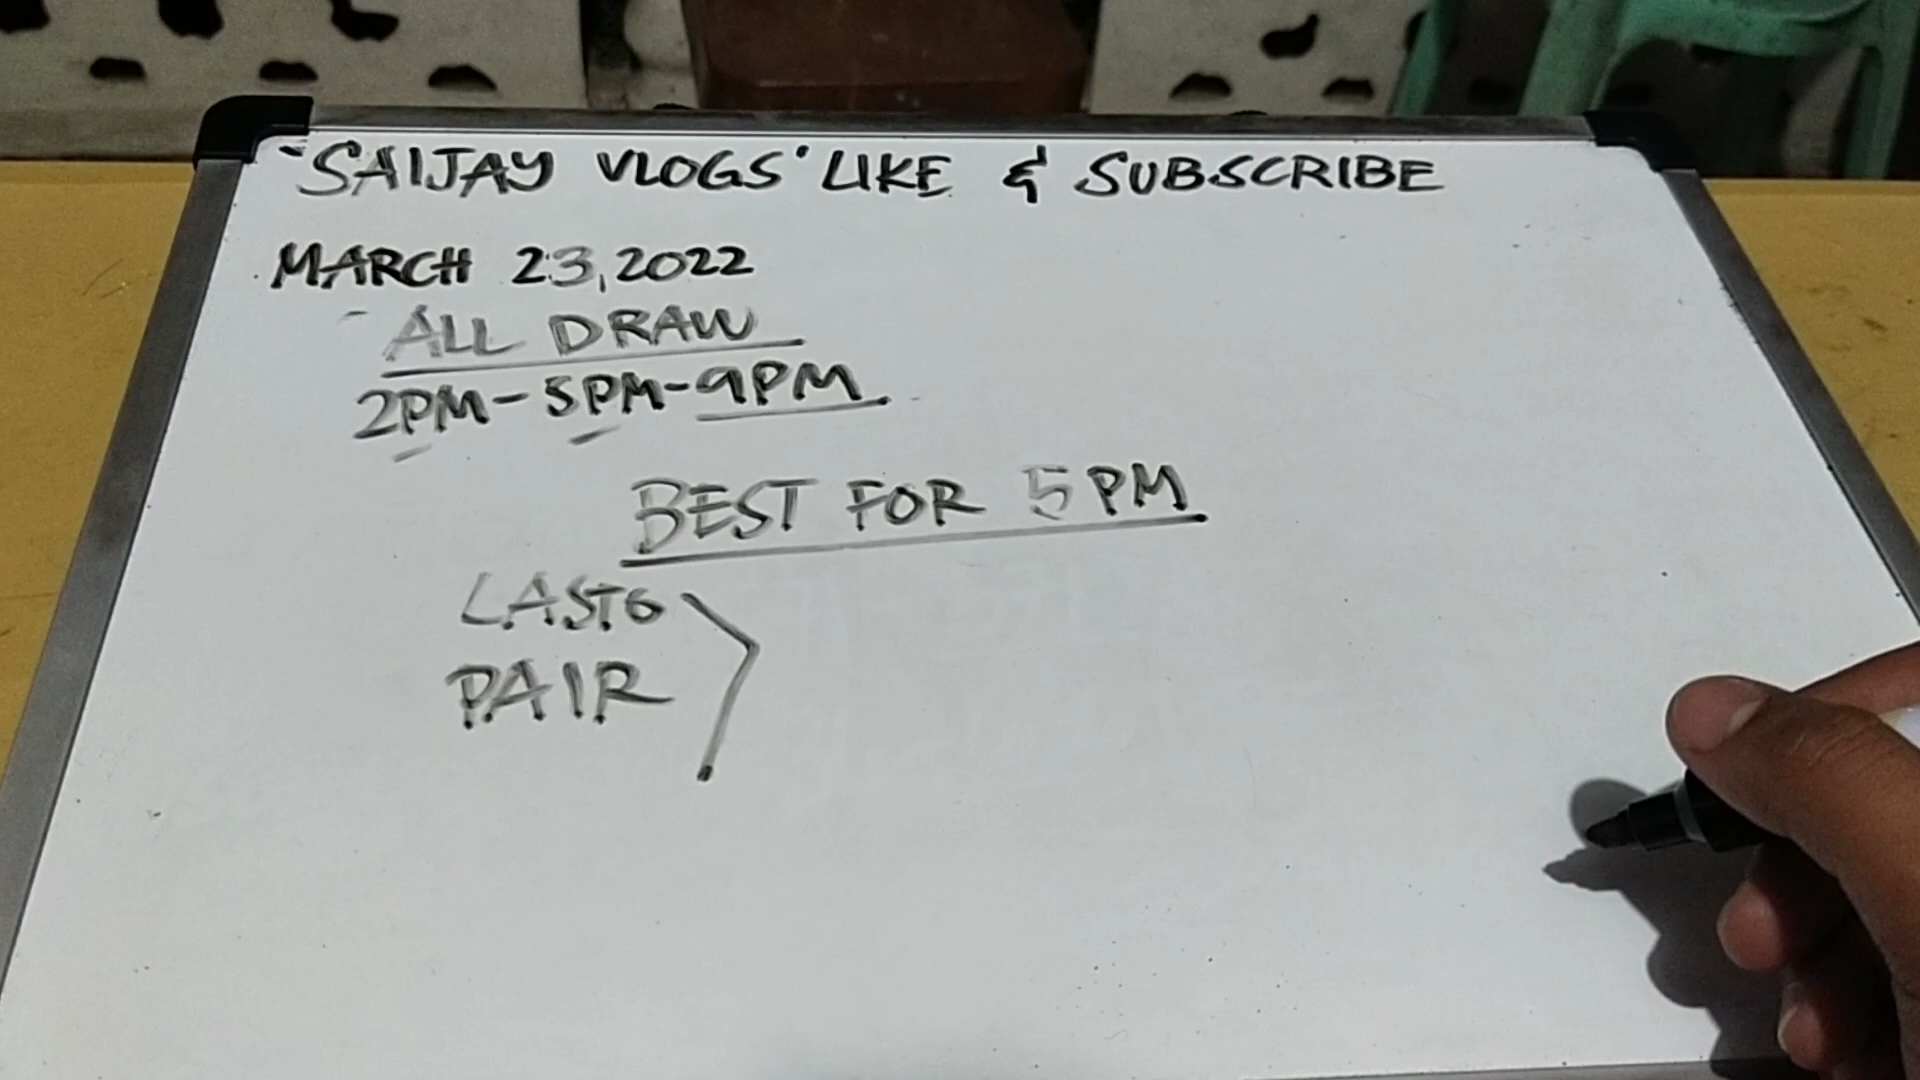 "SAIJAY VLOGS" LIKE & SUBSCRIBE
MARCH 23, 2022
- ALL DRAW
2PM - 5PM - 9PM
BEST FOR 5PM
LAST6
PAIR